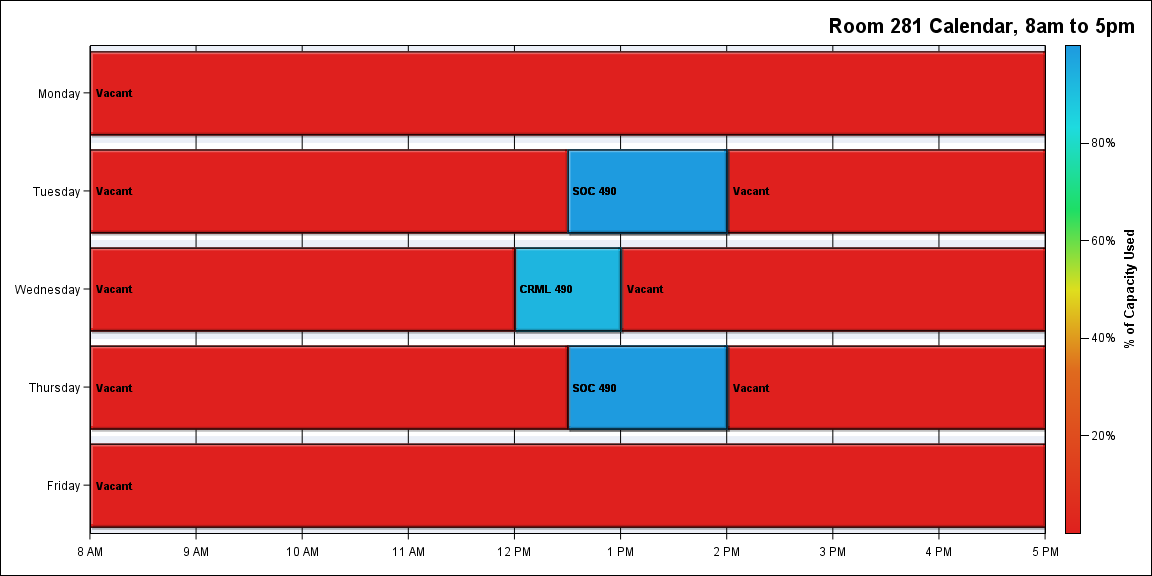 Room 281 Calendar, 8am to 5pm
Monday
Vacant
Tuesday
Vacant
SOC 490
Vacant
Wednesday
Vacant
CRML 490
Vacant
Thursday
Vacant
SOC 490
Vacant
Friday
Vacant
8 AM
9 AM
10 AM
11 AM
12 PM
1 PM
2 PM
3 PM
4 PM
5 PM
80%
60%
40%
20%
% of Capacity Used